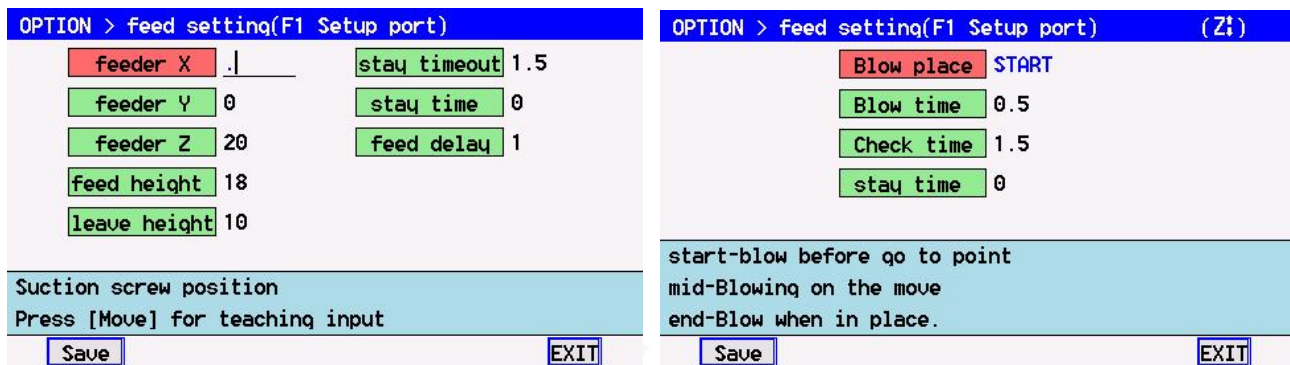 OPTION > feed setting(F1 Setup port)
feeder X .
feeder Y 0
feeder Z 20
feed height 18
leave height 10
stay timeout 1.5
stay time 0
feed delay 1
Suction screw position
Press [Move] for teaching input
Save EXIT
OPTION > feed setting(F1 Setup port) (Z↕)
Blow place START
Blow time 0.5
Check time 1.5
stay time 0
start-blow before go to point
mid-Blowing on the move
end-Blow when in place.
Save EXIT